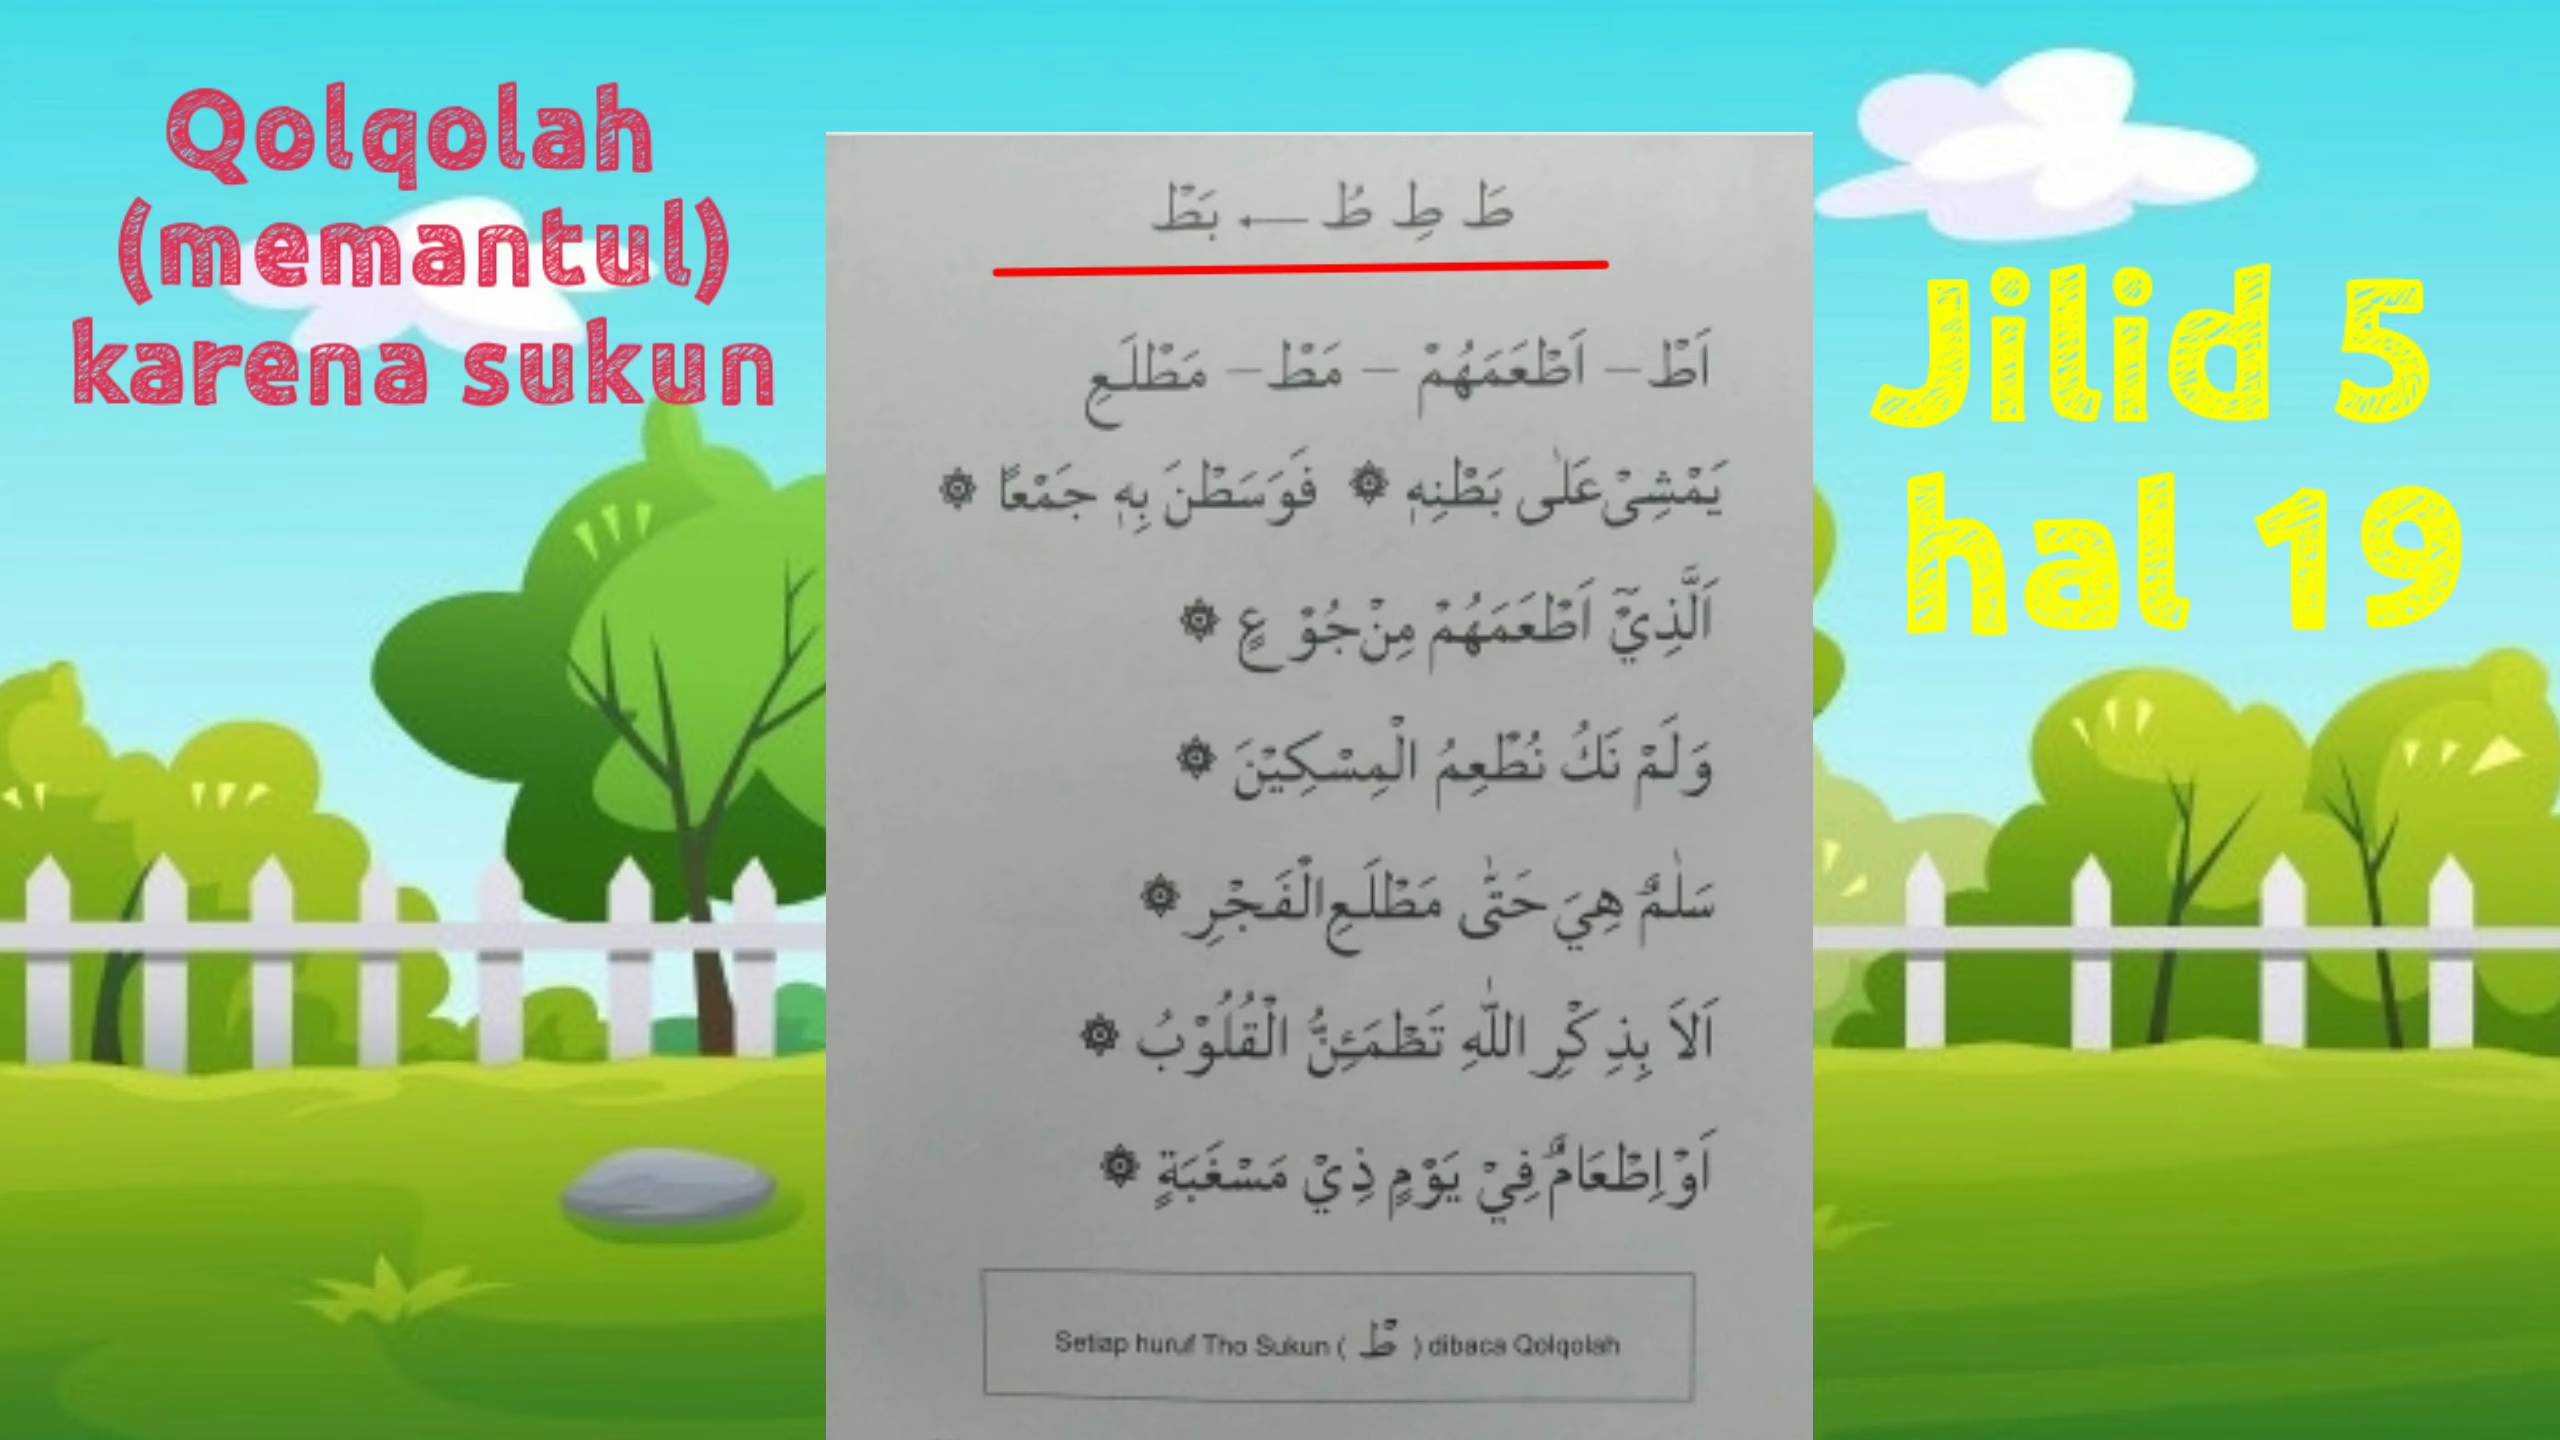 Qolqolah
(memantul)
karena sukun
طَ طِ طُ ← بَطْ
اَطْ – اَطْعَمَهُمْ – مَطْ – مَطْلَعِ
يَمْشِيْ عَلٰى بَطْنِهٖ ۞ فَوَسَطْنَ بِهٖ جَمْعًا ۞
اَلَّذِيْٓ اَطْعَمَهُمْ مِنْ جُوْعٍ ۞
وَلَمْ نَكُ نُطْعِمُ الْمِسْكِيْنَ ۞
سَلٰمٌ هِيَ حَتّٰى مَطْلَعِ الْفَجْرِ ۞
اَلاَ بِذِكْرِ اللّٰهِ تَطْمَئِنُّ الْقُلُوْبُ ۞
اَوْ اِطْعَامٌ فِيْ يَوْمٍ ذِيْ مَسْغَبَةٍ ۞
Setiap huruf Tho Sukun ( طْ ) dibaca Qolqolah
Jilid 5
hal 19